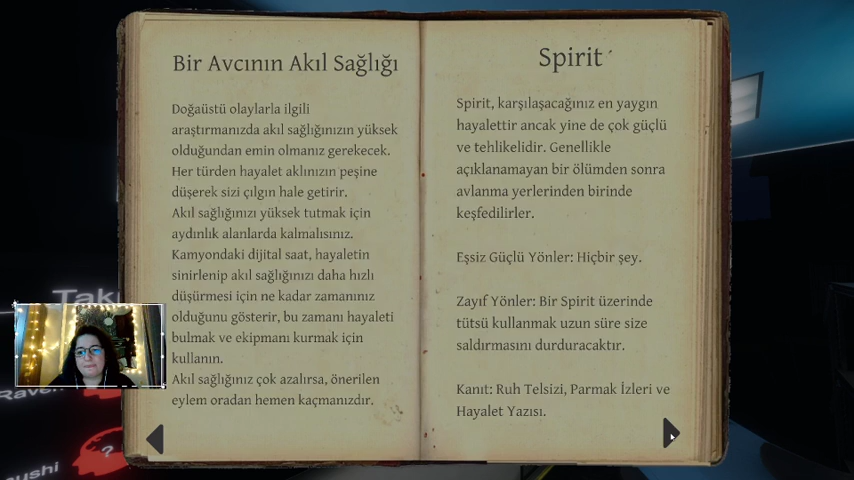 Bir Avcının Akıl Sağlığı
Doğaüstü olaylarla ilgili
araştırmanızda akıl sağlığınızın yüksek
olduğundan emin olmanız gerekecek.
Her türden hayalet aklınızın peşine
düşerek sizi çılgın hale getirir.
Akıl sağlığınızı yüksek tutmak için
aydınlık alanlarda kalmalısınız.
Kamyondaki dijital saat, hayaletin
sinirlenip akıl sağlığınızı daha hızlı
düşürmesi için ne kadar zamanınız
olduğunu gösterir, bu zamanı hayaleti
bulmak ve ekipmanı kurmak için
kullanın.
Akıl sağlığınız çok azalırsa, önerilen
eylem oradan hemen kaçmanızdır.
Spirit
Spirit, karşılaşacağınız en yaygın
hayalettir ancak yine de çok güçlü
ve tehlikelidir. Genellikle
açıklanamayan bir ölümden sonra
avlanma yerlerinden birinde
keşfedilirler.
Eşsiz Güçlü Yönler: Hiçbir şey.
Zayıf Yönler: Bir Spirit üzerinde
tütsü kullanmak uzun süre size
saldırmasını durduracaktır.
Kanıt: Ruh Telsizi, Parmak İzleri ve
Hayalet Yazısı.
?